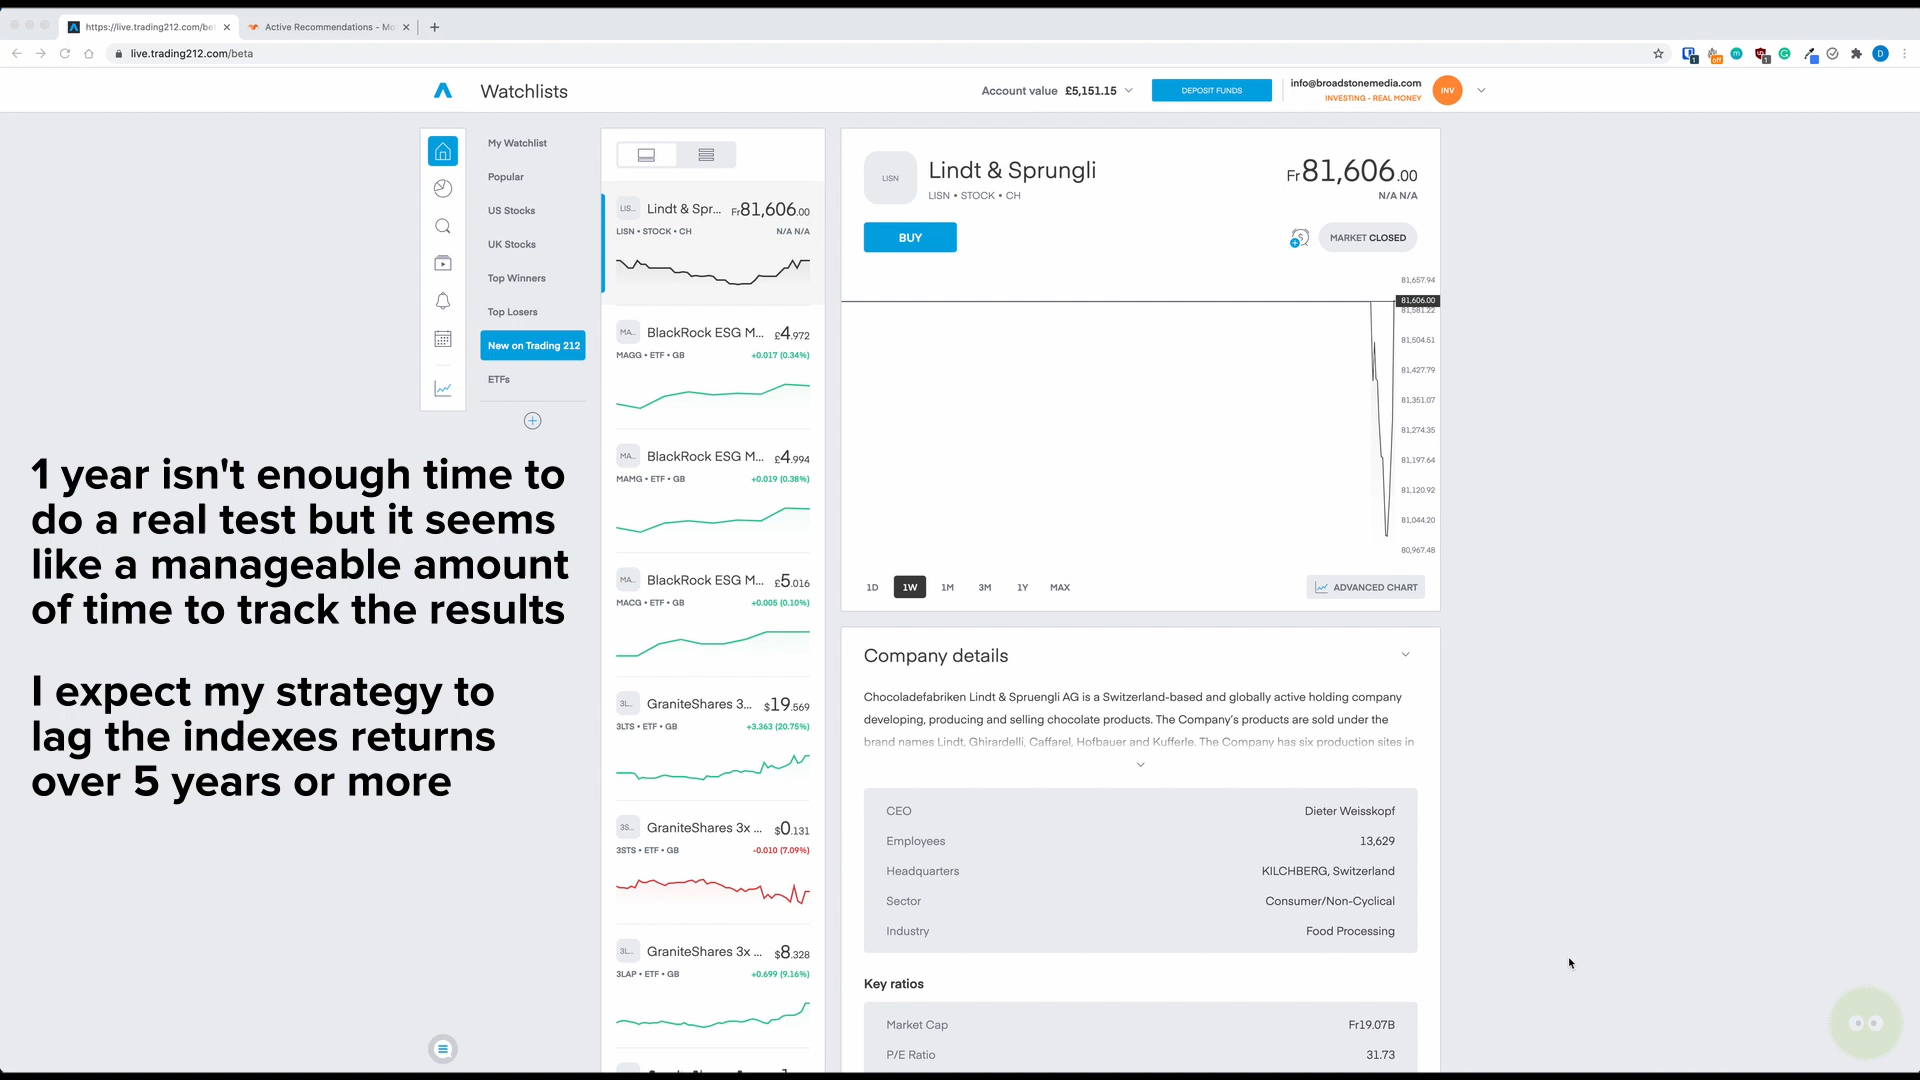 https://live.trading212.com/be
Active Recommendations - Mo
live.trading212.com/beta
Watchlists
Account value £5,151.15
DEPOSIT FUNDS
info@broadstonemedia.com
INVESTING - REAL MONEY
INV
D
My Watchlist
Popular
US Stocks
UK Stocks
Top Winners
Top Losers
New on Trading 212
ETFs
LIS...
Lindt & Spr...
Fr81,606.00
LISN • STOCK • CH
N/A N/A
MA...
BlackRock ESG M...
£4.972
MAGG • ETF • GB
+0.017 (0.34%)
MA...
BlackRock ESG M...
£4.994
MAMG • ETF • GB
+0.019 (0.38%)
MA...
BlackRock ESG M...
£5.016
MACG • ETF • GB
+0.005 (0.10%)
3L...
GraniteShares 3...
$19.569
3LTS • ETF • GB
+3.363 (20.75%)
3S...
GraniteShares 3x ...
$0.131
3STS • ETF • GB
-0.010 (7.09%)
3L...
GraniteShares 3x ...
$8.328
3LAP • ETF • GB
+0.699 (9.16%)
LISN
Lindt & Sprungli
LISN • STOCK • CH
Fr81,606.00
N/A N/A
BUY
MARKET CLOSED
81,657.94
81,606.00
81,581.22
81,504.51
81,427.79
81,351.07
81,274.35
81,197.64
81,120.92
81,044.20
80,967.48
1D
1W
1M
3M
1Y
MAX
ADVANCED CHART
Company details
Chocoladefabriken Lindt & Spruengli AG is a Switzerland-based and globally active holding company
developing, producing and selling chocolate products. The Company's products are sold under the
brand names Lindt, Ghirardelli, Caffarel, Hofbauer and Kufferle. The Company has six production sites in
CEO
Dieter Weisskopf
Employees
13,629
Headquarters
KILCHBERG, Switzerland
Sector
Consumer/Non-Cyclical
Industry
Food Processing
Key ratios
Market Cap
Fr19.07B
P/E Ratio
31.73
1 year isn't enough time to
do a real test but it seems
like a manageable amount
of time to track the results
I expect my strategy to
lag the indexes returns
over 5 years or more